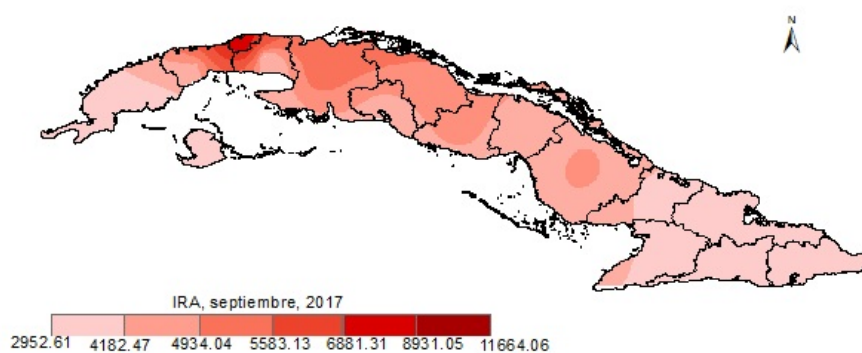 N
IRA, septiembre, 2017
2952.61 4182.47 4934.04 5583.13 6881.31 8931.05 11664.06